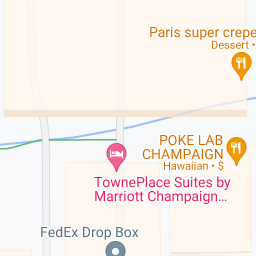 Paris super crepe
Dessert •
POKE LAB
CHAMPAIGN
Hawaiian • $
TownePlace Suites by
Marriott Champaign…
FedEx Drop Box